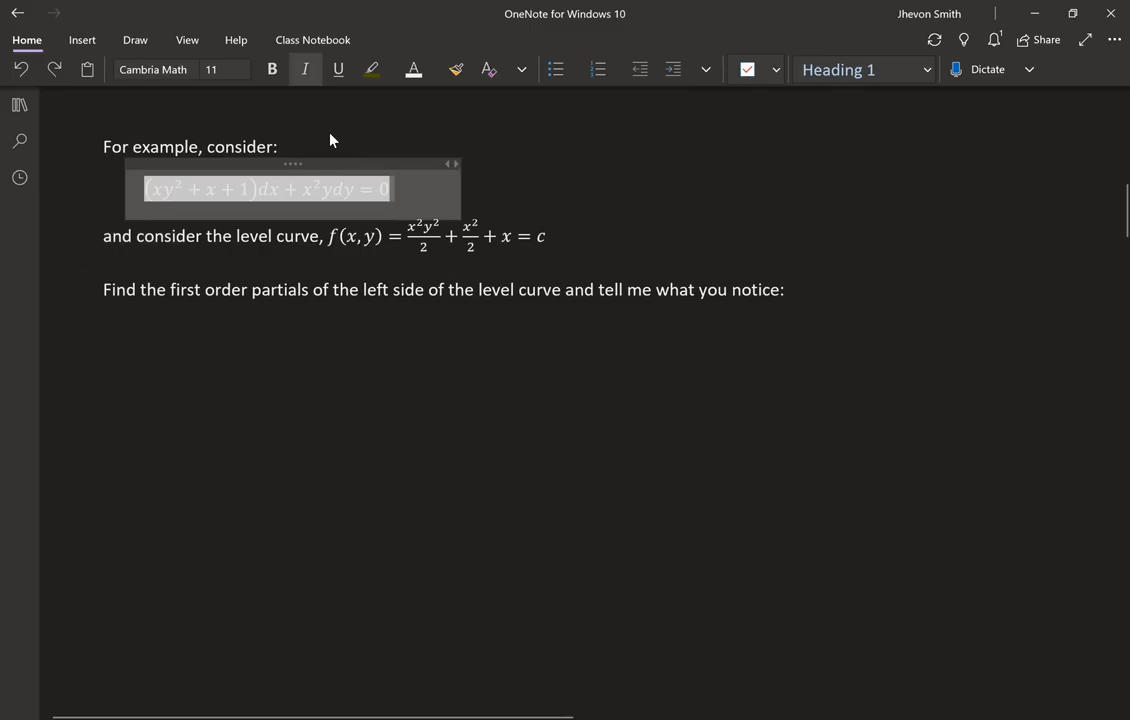 OneNote for Windows 10
Jhevon Smith
Home Insert Draw View Help Class Notebook
1
Share
Cambria Math 11 B I U A A Heading 1 Dictate
For example, consider:
(xy² + x + 1)dx + x²ydy = 0
and consider the level curve, f(x, y) = x²y²/2 + x²/2 + x = c
Find the first order partials of the left side of the level curve and tell me what you notice: